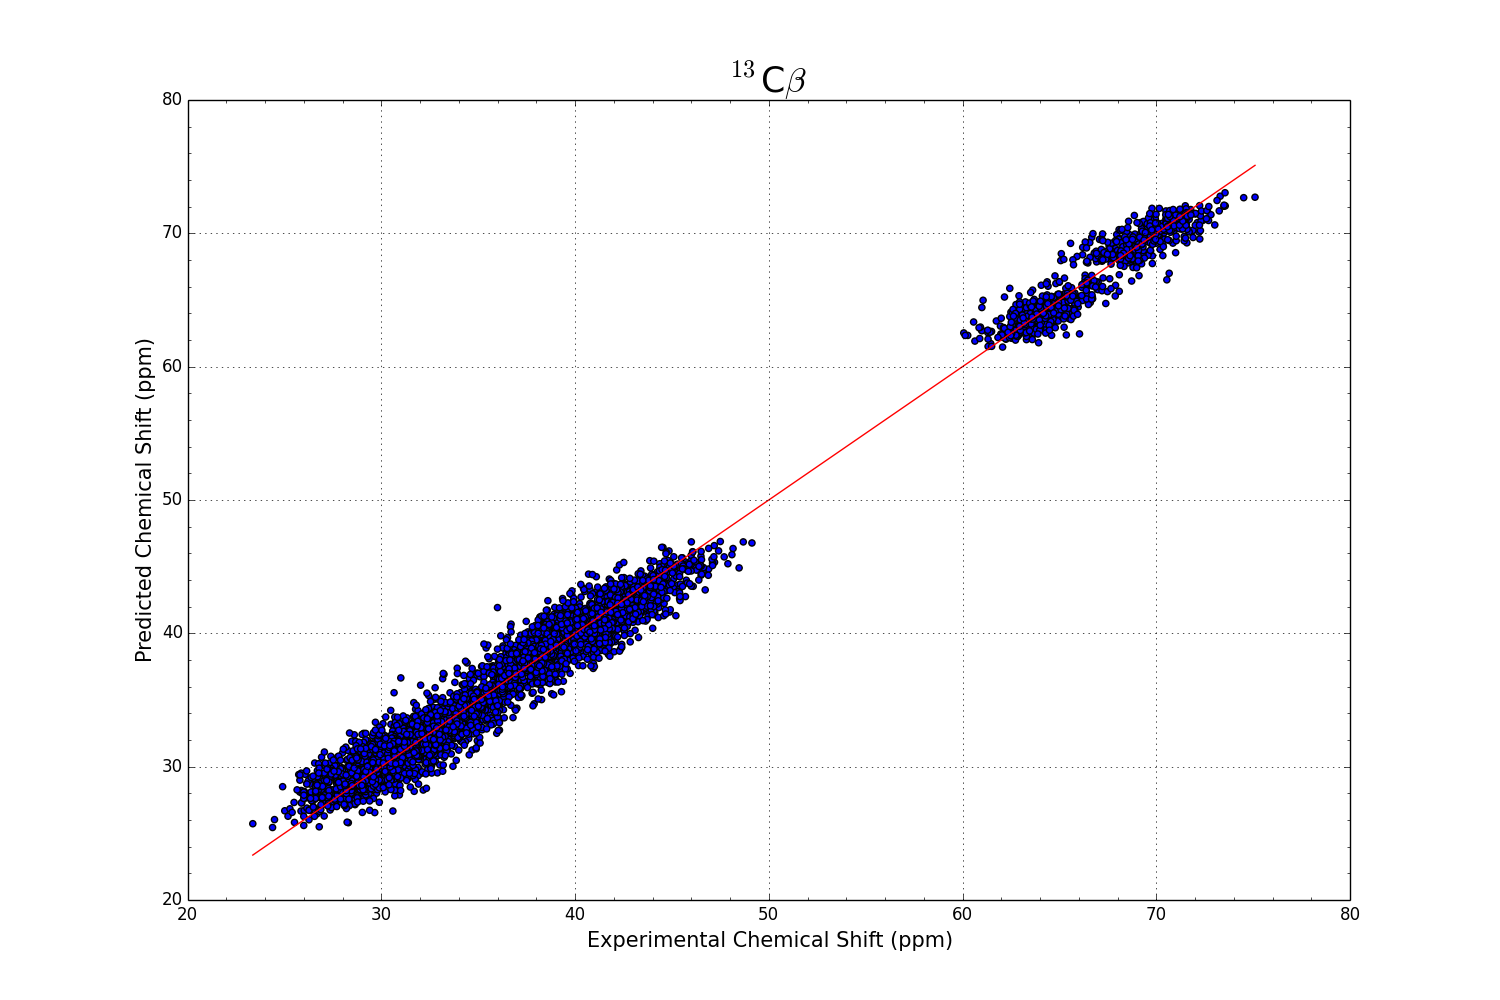 ¹³Cβ
80
70
60
50
40
30
20
Predicted Chemical Shift (ppm)
20 30 40 50 60 70 80
Experimental Chemical Shift (ppm)